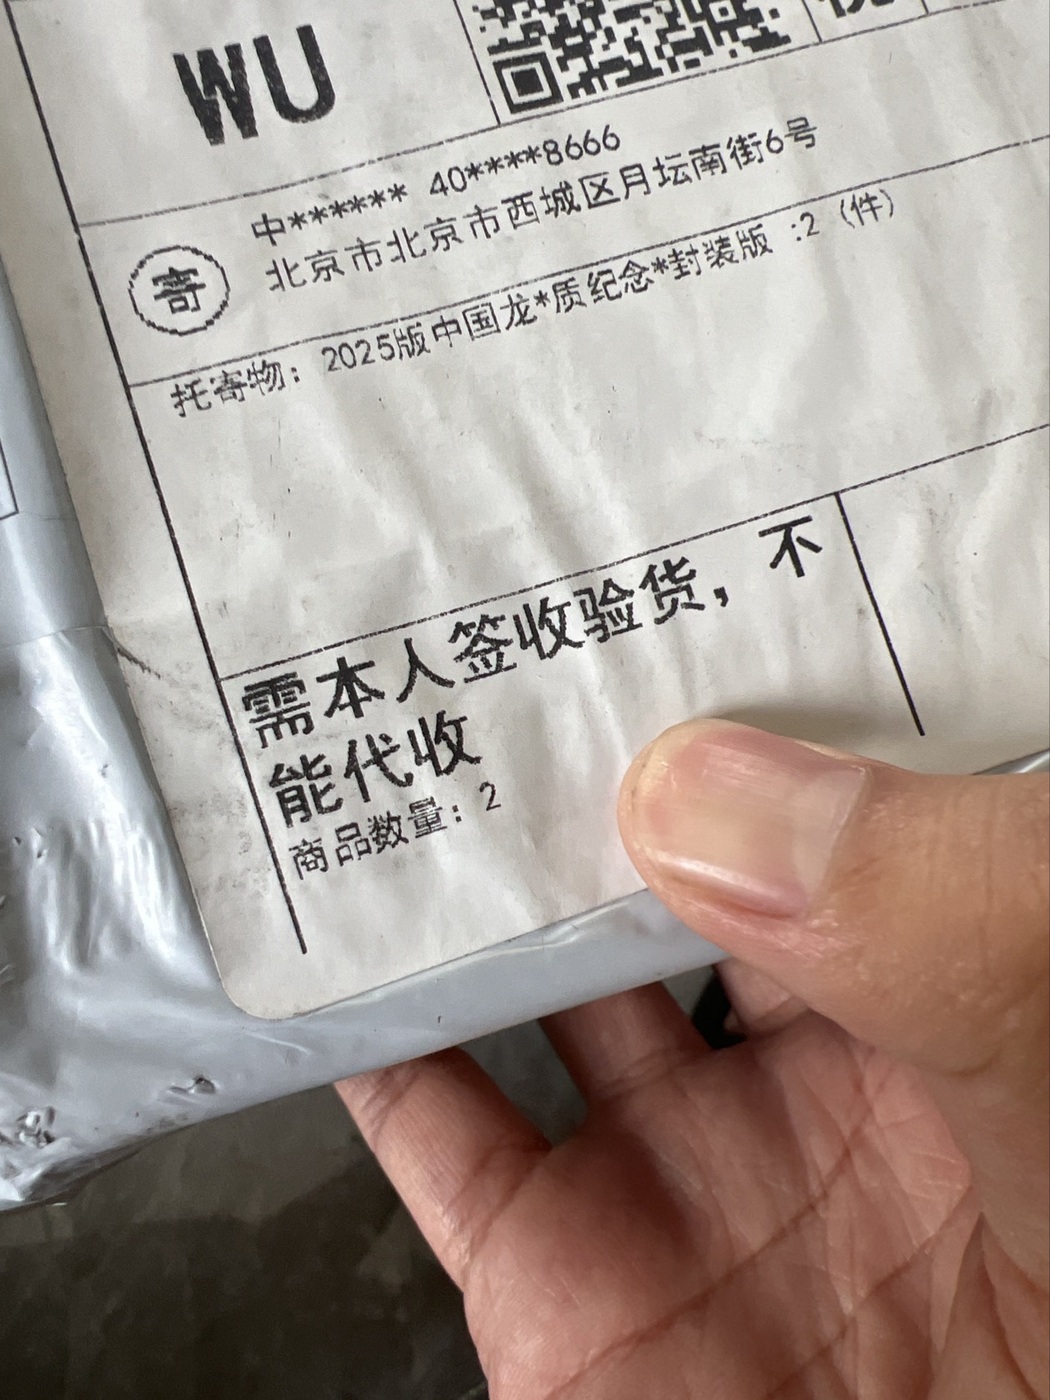 WU
寄
中****** 40****8666
北京市北京市西城区月坛南街6号
托寄物：2025版中国龙*质纪念*封装版 :2（件）
需本人签收验货，不
能代收
商品数量：2